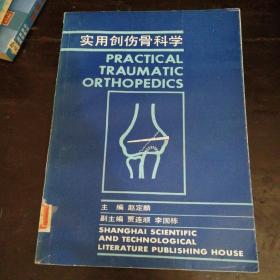 实用创伤骨科学
PRACTICAL
TRAUMATIC
ORTHOPEDICS
主 编 赵定麟
副主编 贾连顺 李国栋
SHANGHAI SCIENTIFIC
AND TECHNOLOGICAL
LITERATURE PUBLISHING HOUSE